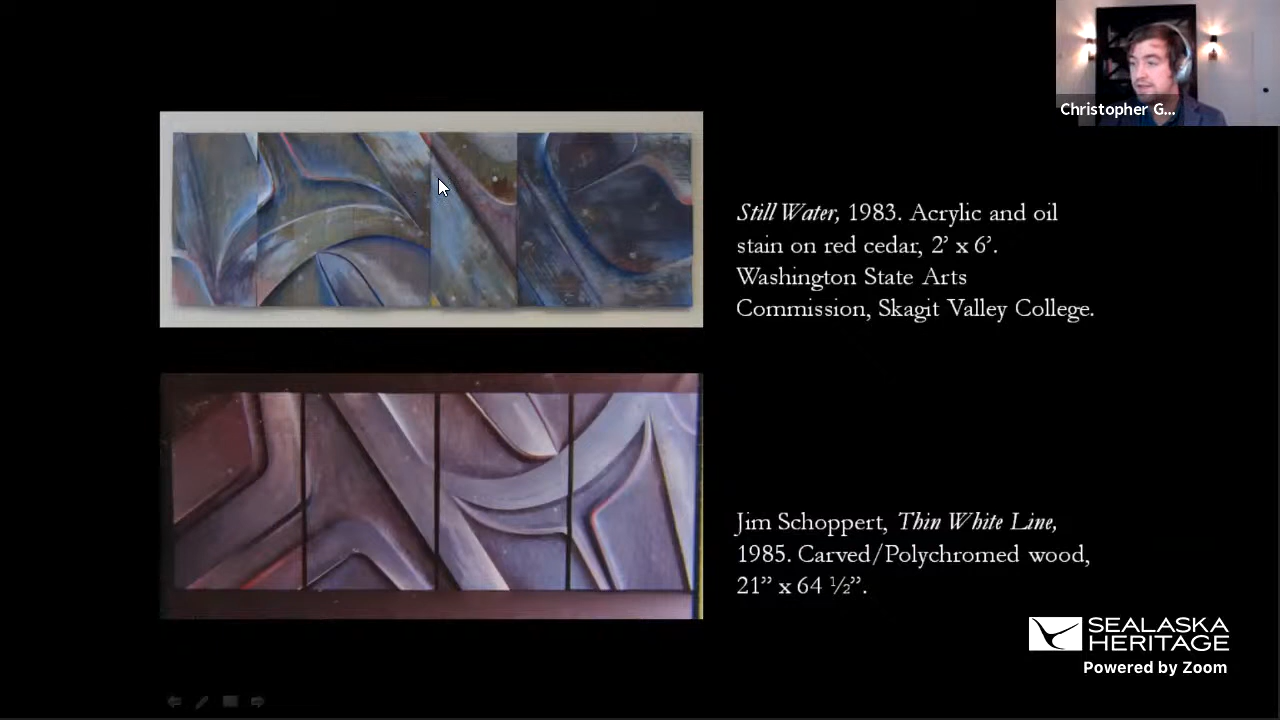 Christopher G...
Still Water, 1983. Acrylic and oil
stain on red cedar, 2’ x 6’.
Washington State Arts
Commission, Skagit Valley College.
Jim Schoppert, Thin White Line,
1985. Carved/Polychromed wood,
21” x 64 ½”.
SEALASKA
HERITAGE
Powered by Zoom